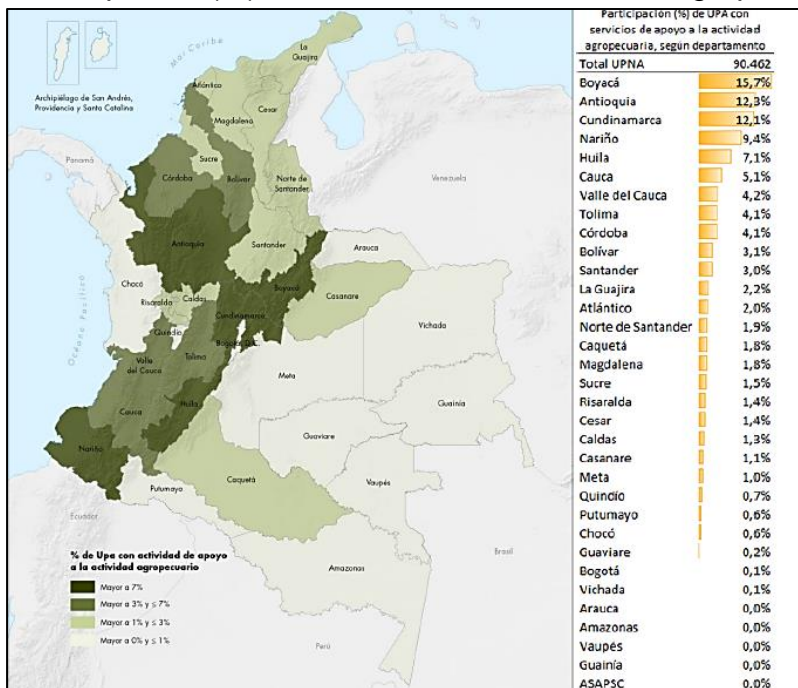 Participación (%) de UPA con
servicios de apoyo a la actividad
agropecuaria, según departamento
Total UPNA 90.462
Boyacá 15,7%
Antioquia 12,3%
Cundinamarca 12,1%
Nariño 9,4%
Huila 7,1%
Cauca 5,1%
Valle del Cauca 4,2%
Tolima 4,1%
Córdoba 4,1%
Bolívar 3,1%
Santander 3,0%
La Guajira 2,2%
Atlántico 2,0%
Norte de Santander 1,9%
Caquetá 1,8%
Magdalena 1,8%
Sucre 1,5%
Risaralda 1,4%
Cesar 1,4%
Caldas 1,3%
Casanare 1,1%
Meta 1,0%
Quindío 0,7%
Putumayo 0,6%
Chocó 0,6%
Guaviare 0,2%
Bogotá 0,1%
Vichada 0,1%
Arauca 0,0%
Amazonas 0,0%
Vaupés 0,0%
Guainía 0,0%
ASAPSC 0,0%
Mar Caribe
La
Guajira
Atlántico
Archipiélago de San Andrés,
Providencia y Santa Catalina
Magdalena
Cesar
Panamá
Sucre
Córdoba
Bolívar
Norte de
Santander
Venezuela
Antioquia
Santander
Arauca
Chocó
Boyacá
Casanare
Risaralda
Caldas
Cundinamarca
Océano Pacífico
Quindío
Bogotá D.C.
Vichada
Valle
del Cauca
Tolima
Meta
Guainía
Cauca
Huila
Guaviare
Nariño
Vaupés
Caquetá
Putumayo
Ecuador
Brasil
Amazonas
Perú
% de Upa con actividad de apoyo
a la actividad agropecuario
Mayor a 7%
Mayor a 3% y ≤ 7%
Mayor a 1% y ≤ 3%
Mayor a 0% y ≤ 1%